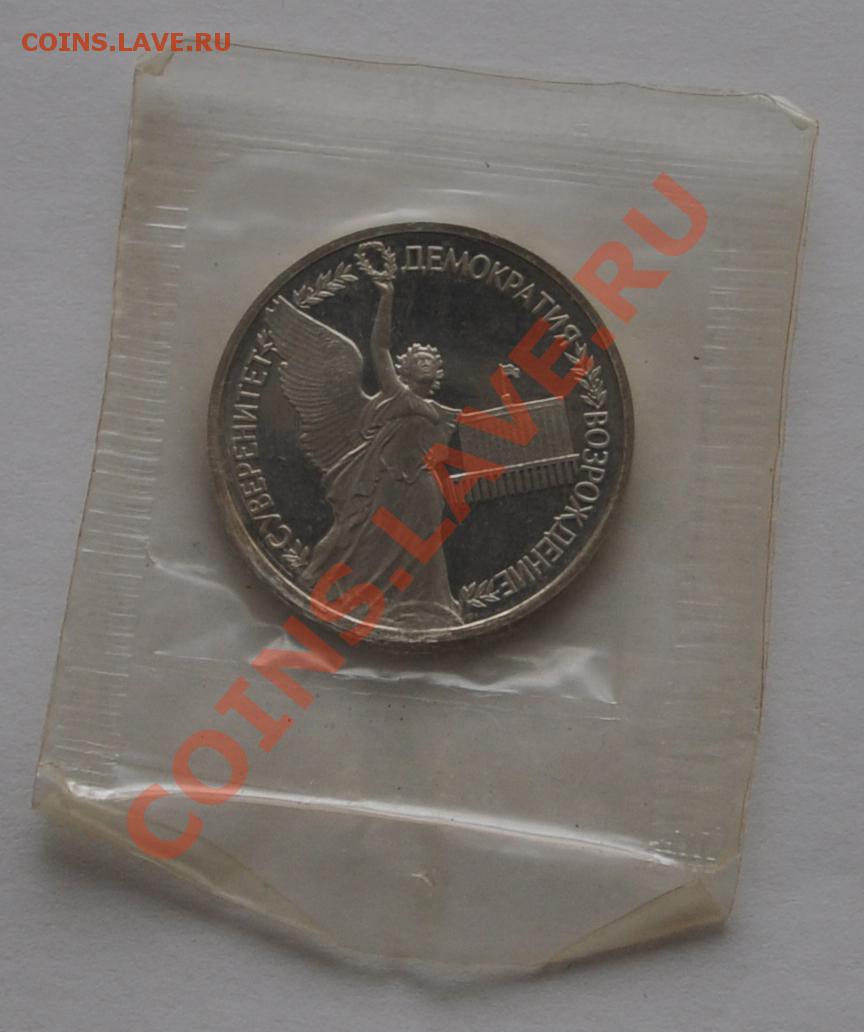 COINS.LAVE.RU
СУВЕРЕНИТЕТ
ДЕМОКРАТИЯ
ВОЗРОЖДЕНИЕ
COINS.LAVE.RU